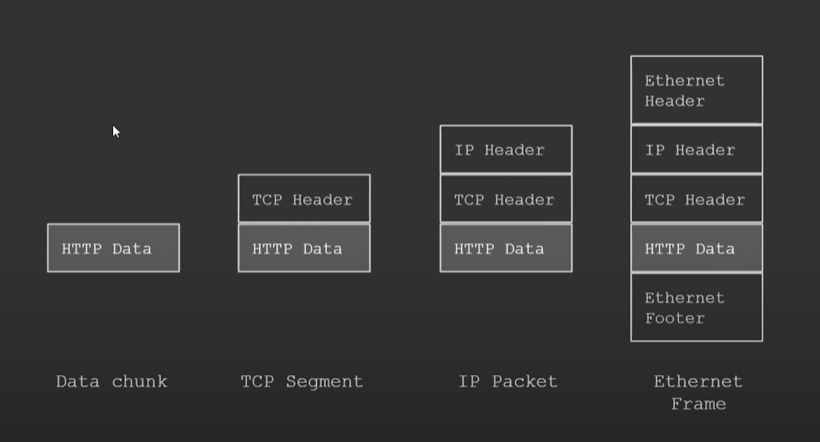 HTTP Data
Data chunk
TCP Header
HTTP Data
TCP Segment
IP Header
TCP Header
HTTP Data
IP Packet
Ethernet
Header
IP Header
TCP Header
HTTP Data
Ethernet
Footer
Ethernet
Frame